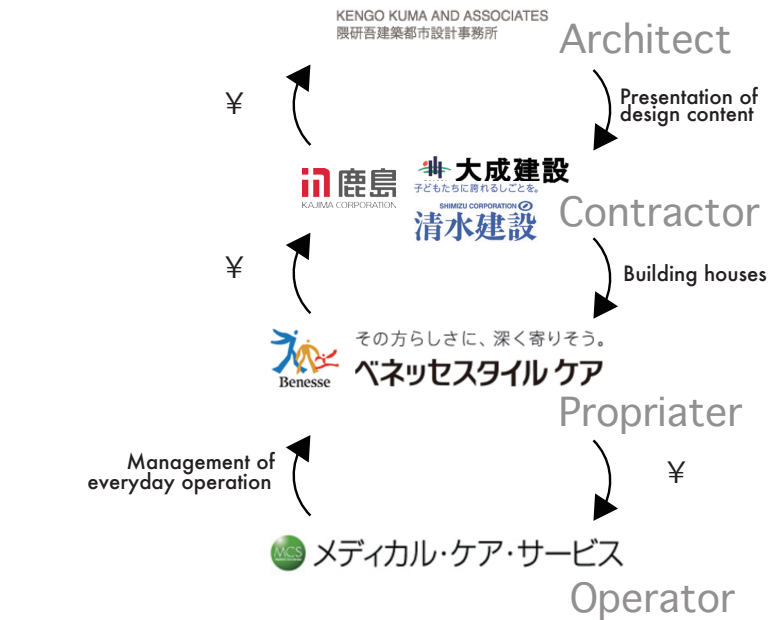 KENGO KUMA AND ASSOCIATES
隈研吾建築都市設計事務所
Architect
¥
Presentation of
design content
鹿島
KAJIMA CORPORATION
大成建設
子どもたちに誇れるしごとを。
SHIMIZU CORPORATION
清水建設
Contractor
¥
Building houses
Benesse
その方らしさに、深く寄りそう。
ベネッセスタイル ケア
Propriater
Management of
everyday operation
¥
MCS
メディカル・ケア・サービス
Operator